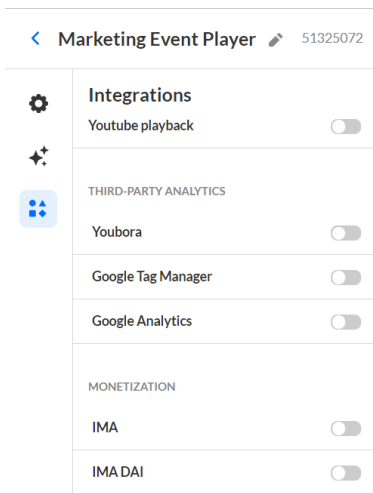 Marketing Event Player 51325072
Integrations
Youtube playback
THIRD-PARTY ANALYTICS
Youbora
Google Tag Manager
Google Analytics
MONETIZATION
IMA
IMA DAI